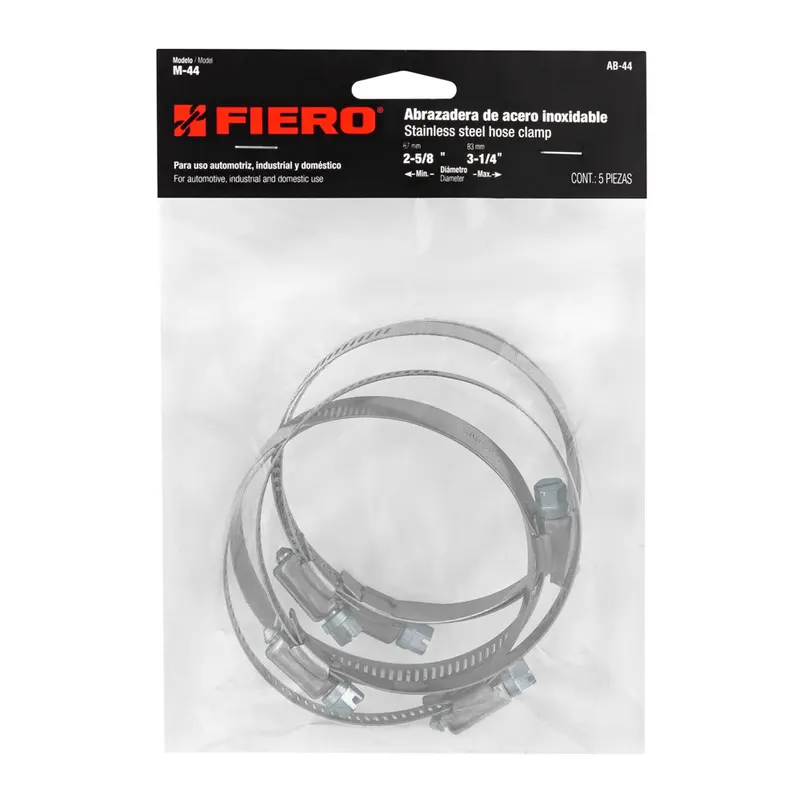 Modelo / Model
M-44
AB-44
FIERO®
Abrazadera de acero inoxidable
Stainless steel hose clamp
67 mm 83 mm
2-5/8 " 3-1/4"
Min. Diámetro Max.
Diameter
Para uso automotriz, industrial y doméstico
For automotive, industrial and domestic use
CONT.: 5 PIEZAS